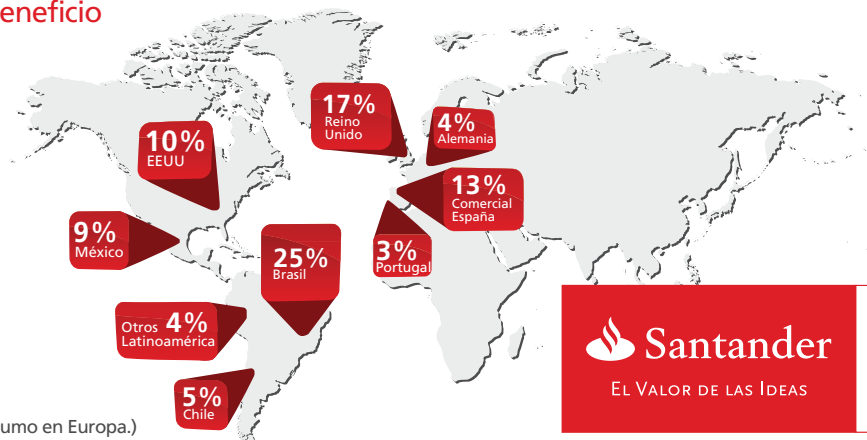 eneficio
17%
Reino
Unido
4%
Alemania
10%
EEUU
13%
Comercial
España
9%
México
25%
Brasil
3%
Portugal
Otros 4%
Latinoamérica
5%
Chile
Santander
EL VALOR DE LAS IDEAS
umo en Europa.)